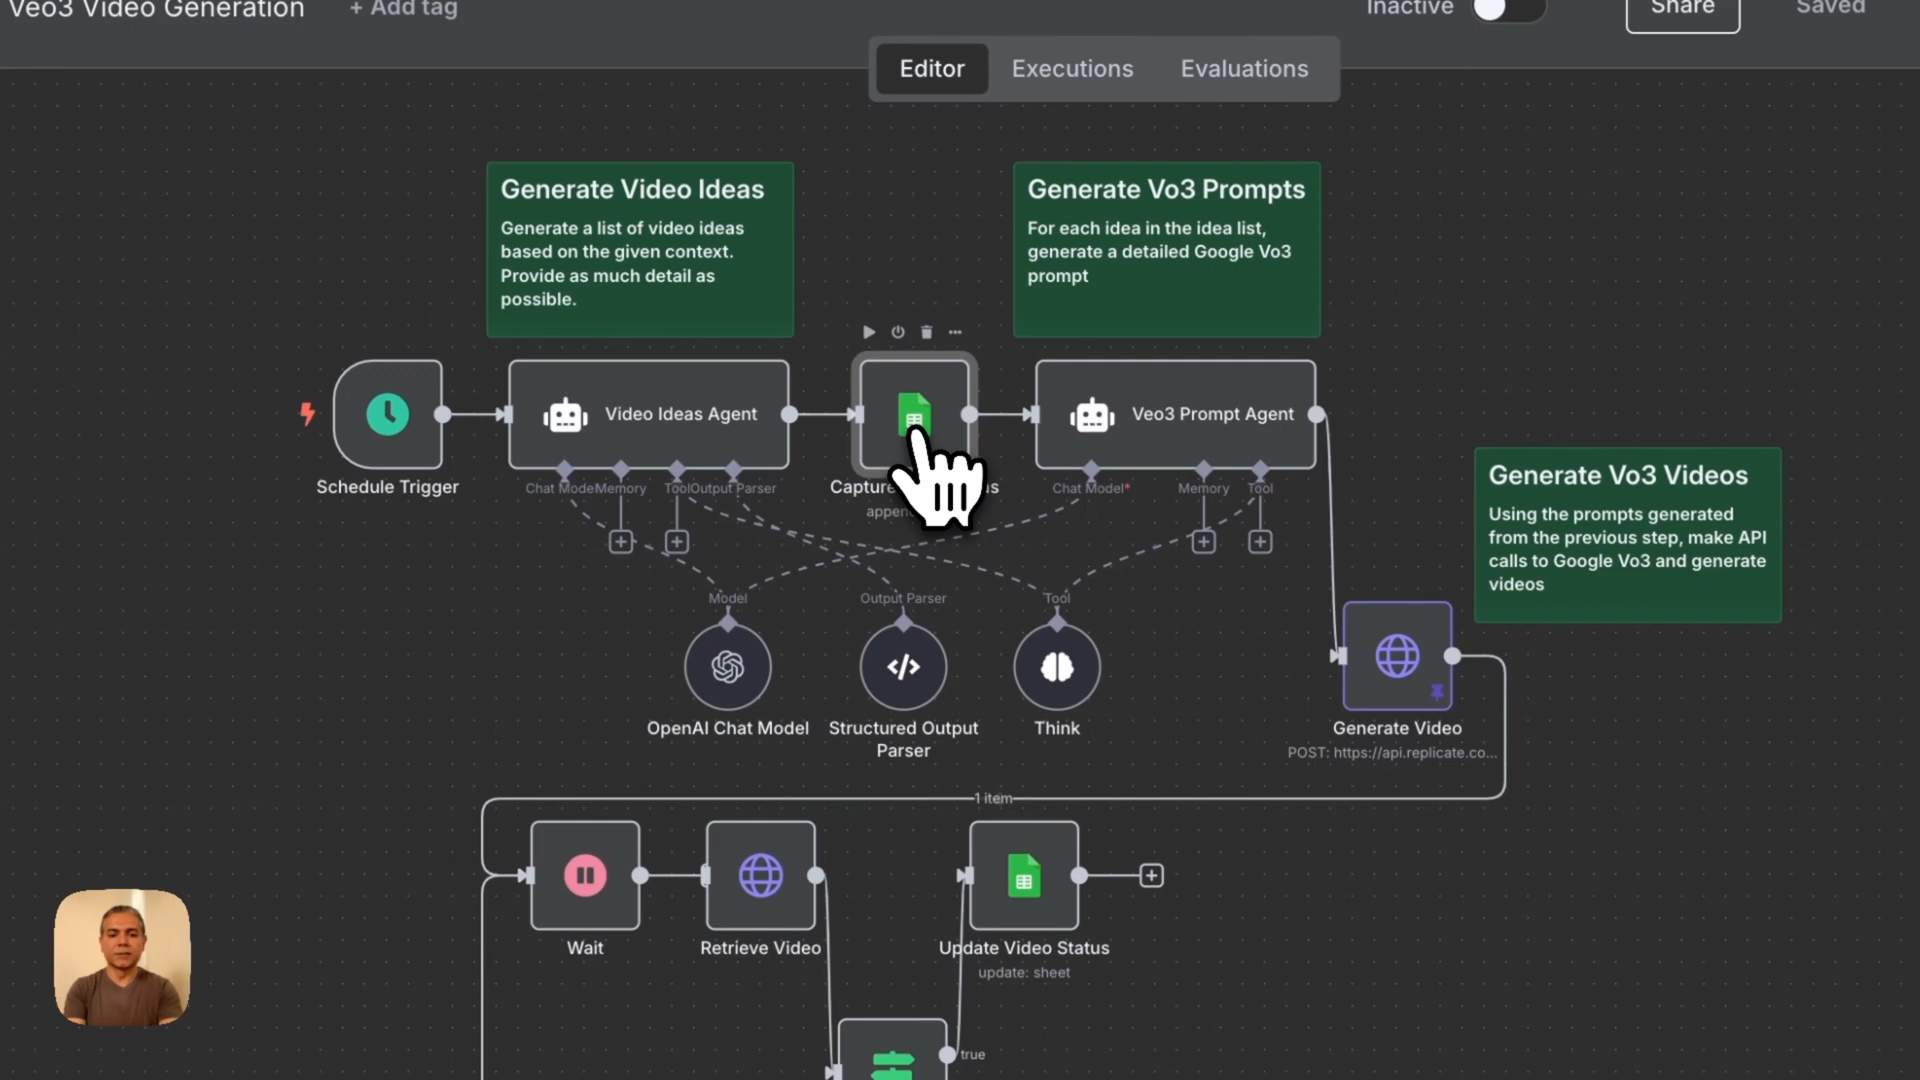 Veo3 Video Generation
+ Add tag
Inactive
Share
Saved
Editor
Executions
Evaluations
Generate Video Ideas
Generate a list of video ideas
based on the given context.
Provide as much detail as
possible.
Generate Vo3 Prompts
For each idea in the idea list,
generate a detailed Google Vo3
prompt
Schedule Trigger
Video Ideas Agent
Capture
Veo3 Prompt Agent
Memory
Tool
Output Parser
Chat Model*
Memory
Tool
Generate Vo3 Videos
Using the prompts generated
from the previous step, make API
calls to Google Vo3 and generate
videos
Model
Output Parser
Tool
OpenAI Chat Model
Structured Output
Parser
Think
Generate Video
POST: https://api.replicate.co...
1 item
Wait
Retrieve Video
Update Video Status
update: sheet
true